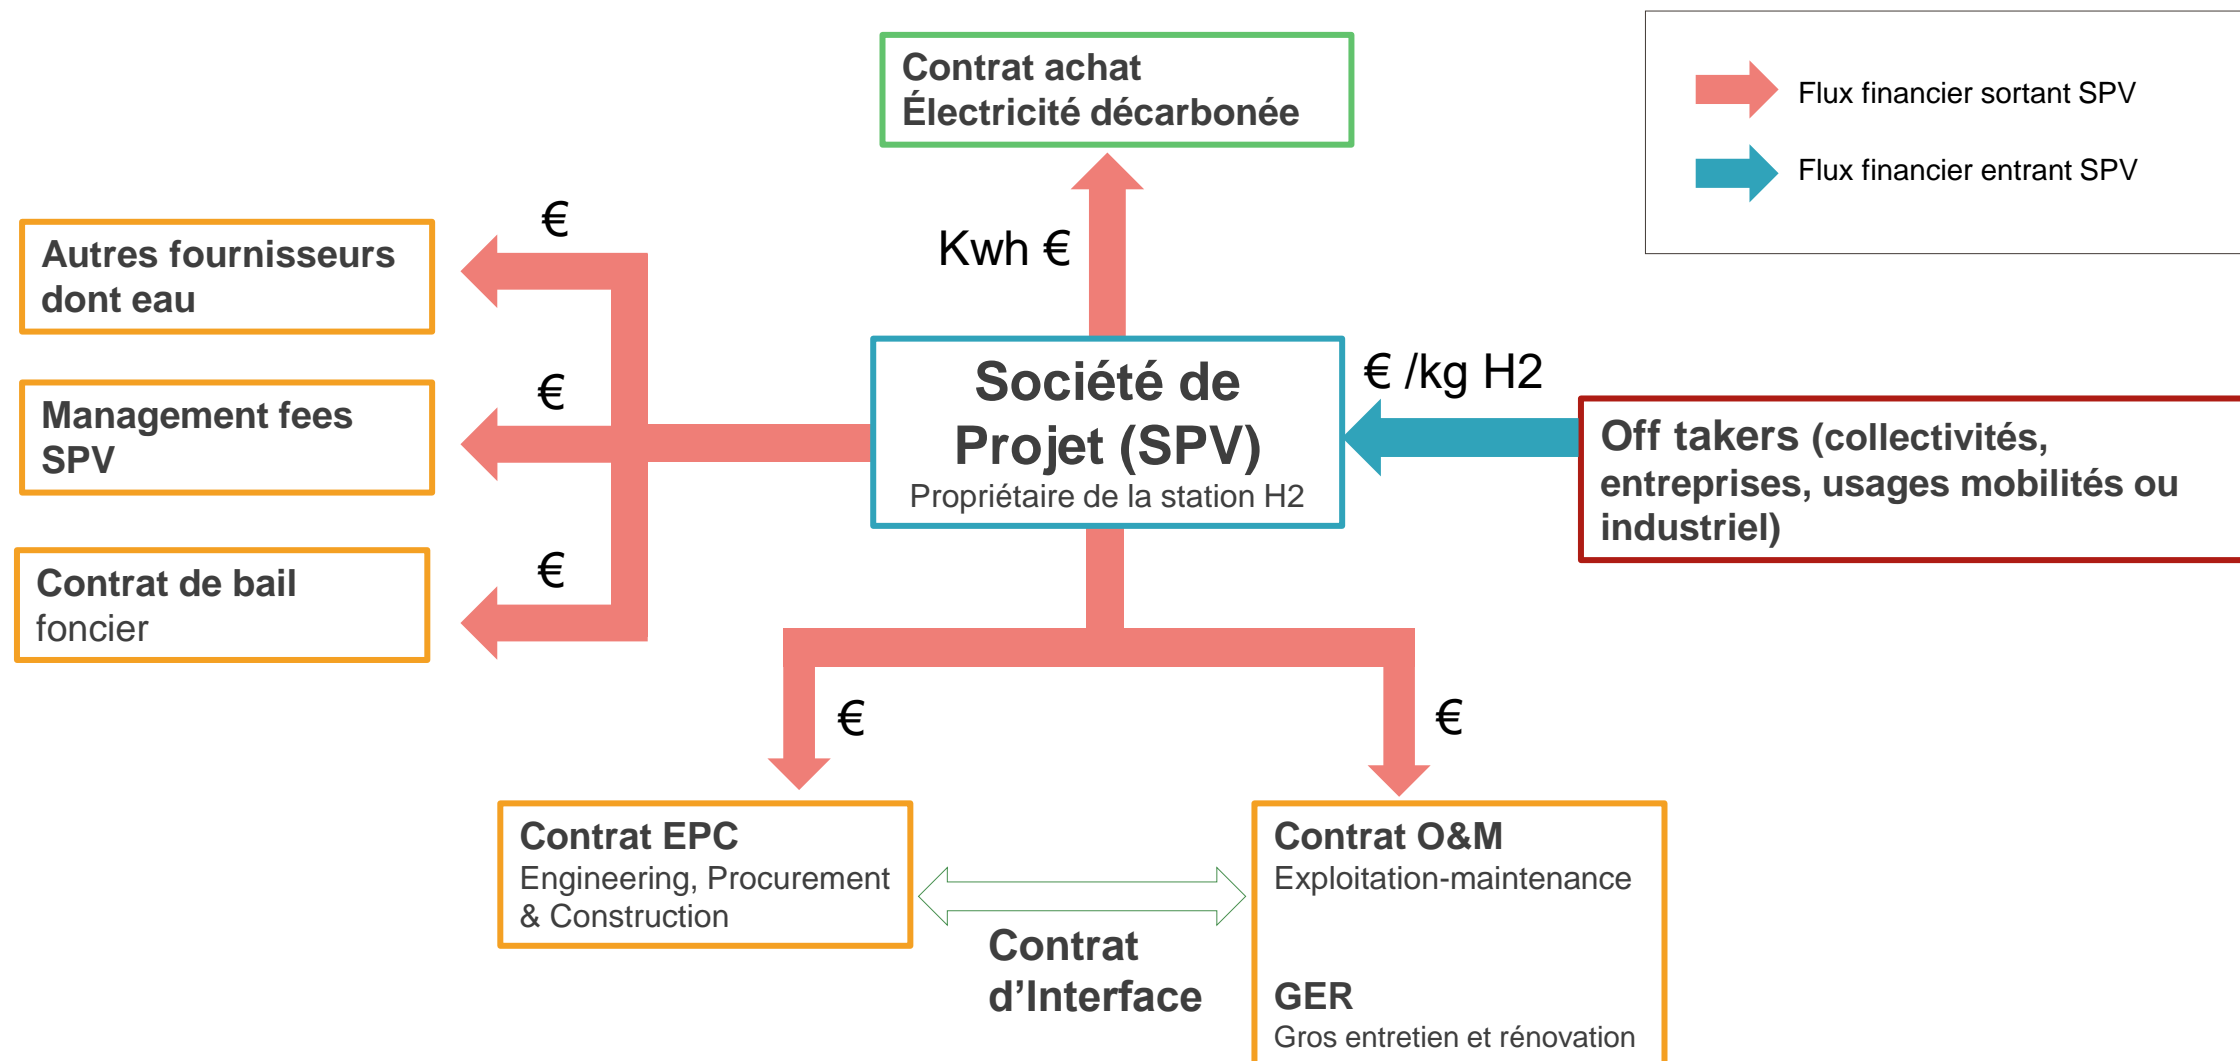 Contrat achat
Électricité décarbonée
Flux financier sortant SPV
Flux financier entrant SPV
€
Kwh €
Autres fournisseurs
dont eau
€
Management fees
SPV
€
Contrat de bail
foncier
Société de
Projet (SPV)
Propriétaire de la station H2
€ /kg H2
Off takers (collectivités,
entreprises, usages mobilités ou
industriel)
€
€
Contrat EPC
Engineering, Procurement
& Construction
Contrat
d’Interface
Contrat O&M
Exploitation-maintenance
GER
Gros entretien et rénovation